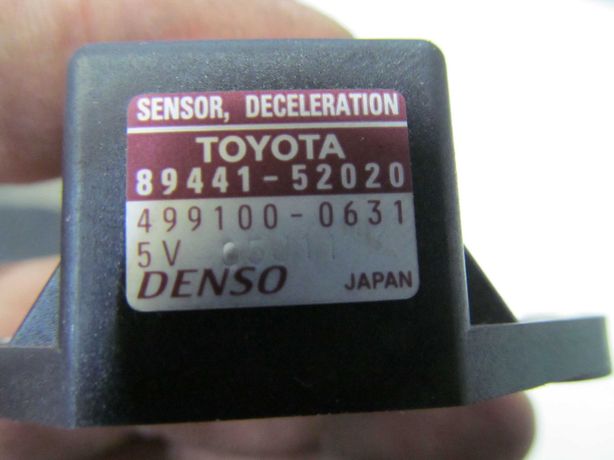 SENSOR, DECELERATION
TOYOTA
89441-52020
499100-0631
5V
DENSO JAPAN